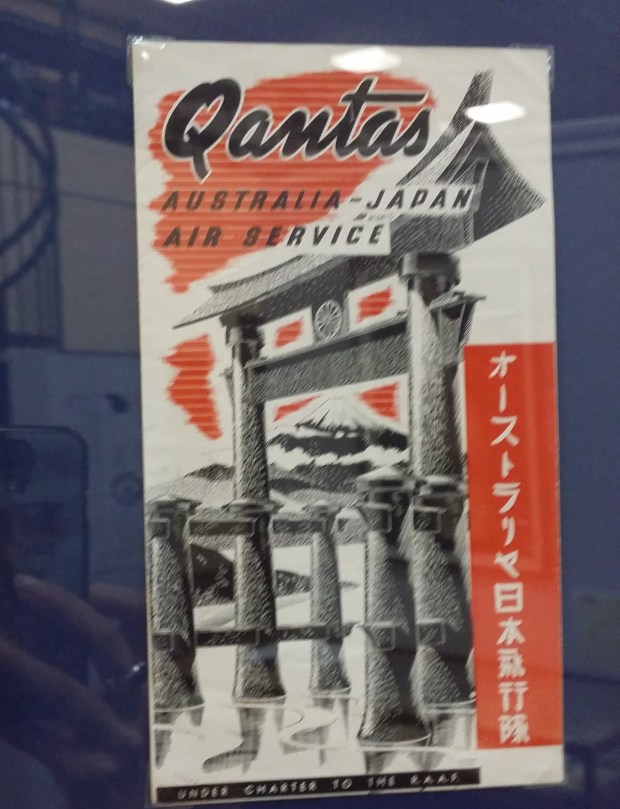 Qantas
AUSTRALIA-JAPAN
AIR SERVICE
オーストラリヤ日本飛行隊
UNDER CHARTER TO THE R.A.A.F.